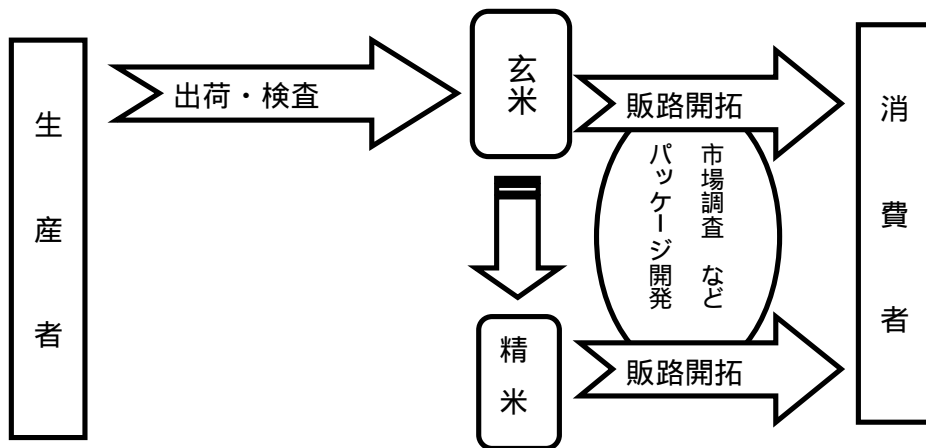 生産者
出荷・検査
玄米
販路開拓
市場調査 など
パッケージ開発
精米
販路開拓
消費者